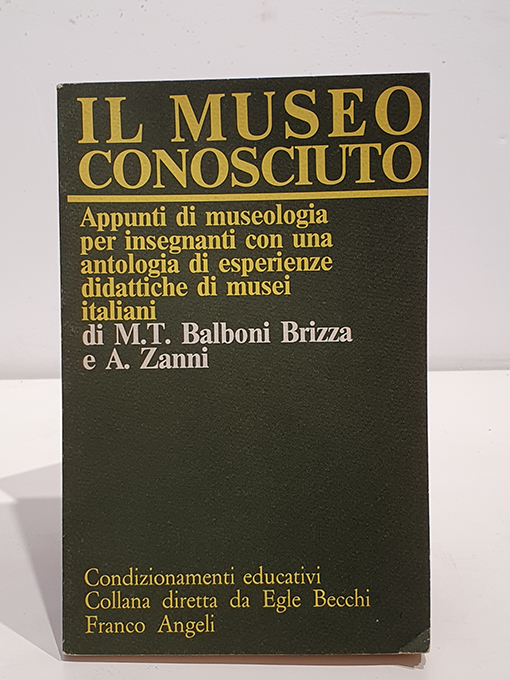 IL MUSEO
CONOSCIUTO
Appunti di museologia
per insegnanti con una
antologia di esperienze
didattiche di musei
italiani
di M.T. Balboni Brizza
e A. Zanni
Condizionamenti educativi
Collana diretta da Egle Becchi
Franco Angeli